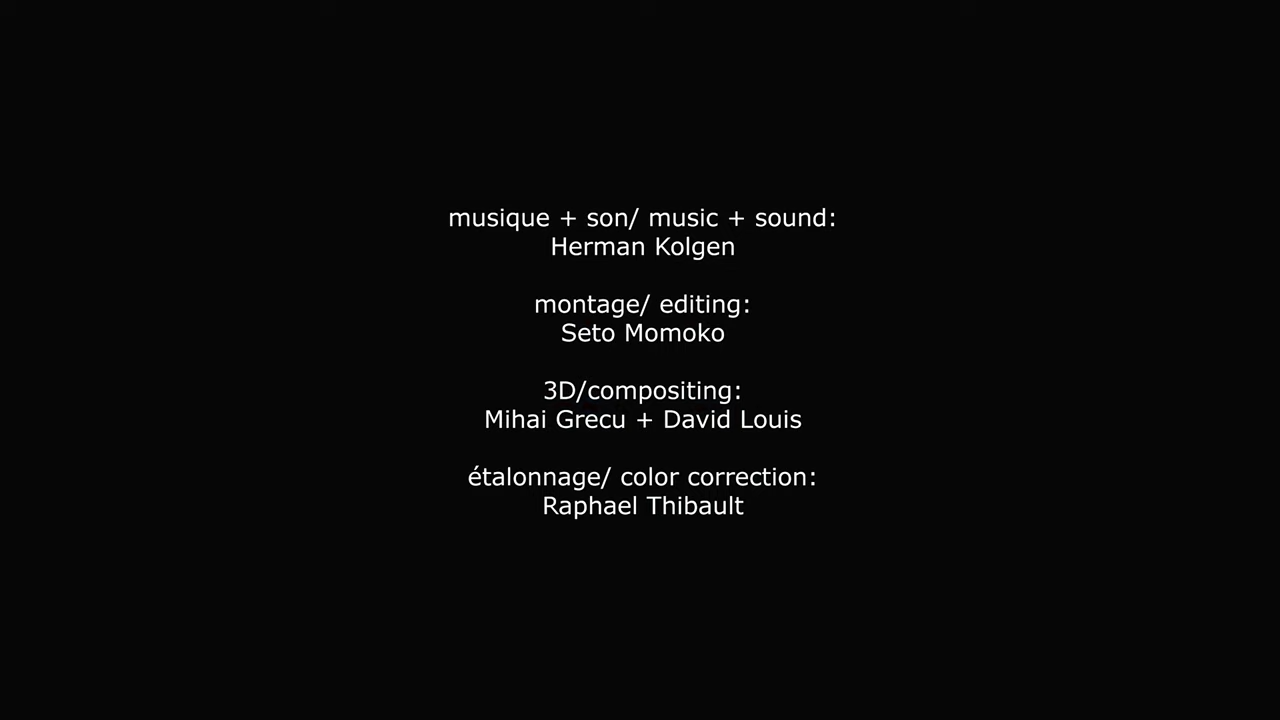 musique + son/ music + sound:
Herman Kolgen
montage/ editing:
Seto Momoko
3D/compositing:
Mihai Grecu + David Louis
étalonnage/ color correction:
Raphael Thibault